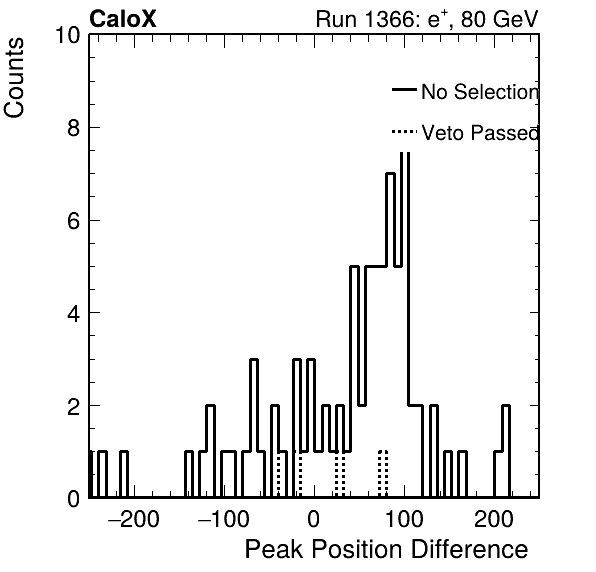 CaloX Run 1366: e⁺, 80 GeV
Counts
10
8
6
4
2
0
No Selection
Veto Passed
−200 −100 0 100 200
Peak Position Difference